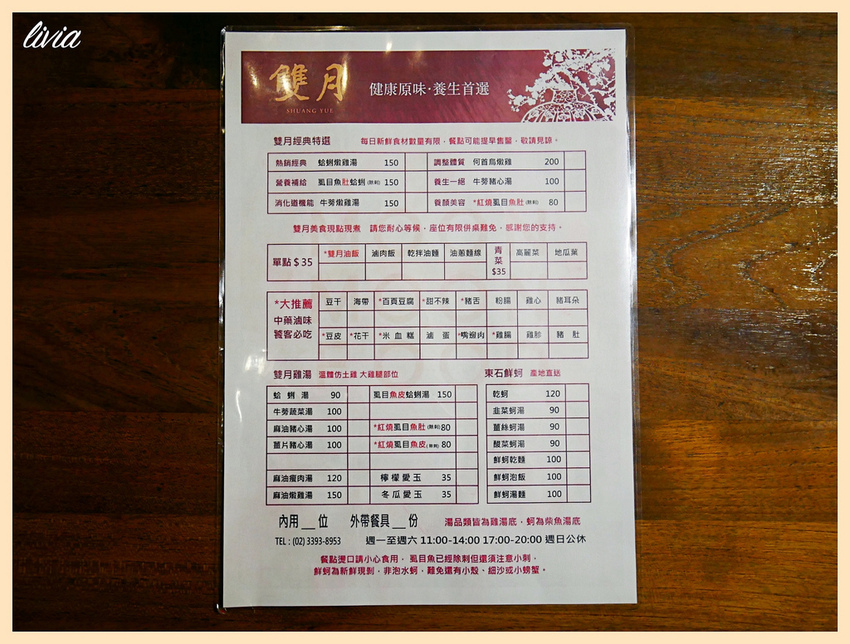 livia
雙月
SHUANG YUE
健康原味·養生首選
雙月經典特選 每日新鮮食材數量有限，餐點可能提早售罄，敬請見諒。
熱銷經典 蛤蜊燉雞湯 150 調整體質 何首烏燉雞 200
營養補給 虱目魚肚蛤蜊(無刺) 150 養生一絕 牛蒡豬心湯 100
消化道機能 牛蒡燉雞湯 150 養顏美容 *紅燒虱目魚肚(無刺) 80
雙月美食現點現煮 請您耐心等候，座位有限併桌難免，感謝您的支持。
單點$35 *雙月油飯 滷肉飯 乾拌油麵 油蔥麵線 青菜$35 高麗菜 地瓜葉
*大推薦 豆干 海帶 *百頁豆腐 *甜不辣 *豬舌 粉腸 雞心 豬耳朵
中藥滷味
饕客必吃 *豆皮 *花干 *米血糕 滷蛋 *嘴邊肉 *雞腸 雞胗 豬肚
雙月雞湯 溫體仿土雞 大雞腿部位 東石鮮蚵 產地直送
蛤蜊湯 90 虱目魚皮蛤蜊湯 150 乾蚵 120
牛蒡蔬菜湯 100 韭菜蚵湯 90
麻油豬心湯 100 *紅燒虱目魚肚(無刺) 80 薑絲蚵湯 90
薑片豬心湯 100 *紅燒虱目魚皮(無刺) 80 酸菜蚵湯 90
鮮蚵乾麵 100
麻油瘦肉湯 120 檸檬愛玉 35 鮮蚵泡飯 100
麻油燉雞湯 150 冬瓜愛玉 35 鮮蚵湯麵 100
內用__位 外帶餐具__份 湯品類皆為雞湯底，蚵為柴魚湯底
TEL : (02) 3393-8953 週一至週六 11:00-14:00 17:00-20:00 週日公休
餐點燙口請小心食用，虱目魚已經除刺但還須注意小刺，
鮮蚵為新鮮現剝，非泡水蚵，難免還有小殼、細沙或小螃蟹。